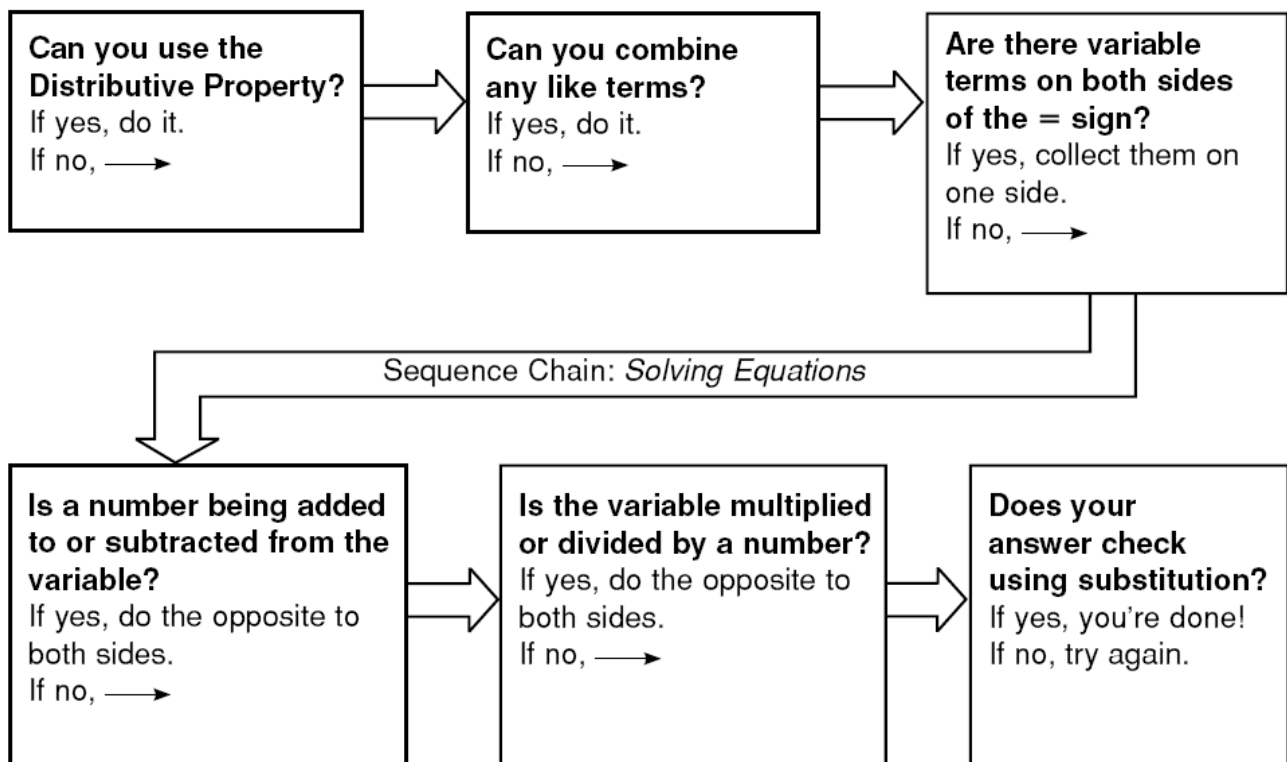 Can you use the
Distributive Property?
If yes, do it.
If no, ⟶
Can you combine
any like terms?
If yes, do it.
If no, ⟶
Are there variable
terms on both sides
of the = sign?
If yes, collect them on
one side.
If no, ⟶
Sequence Chain: Solving Equations
Is a number being added
to or subtracted from the
variable?
If yes, do the opposite to
both sides.
If no, ⟶
Is the variable multiplied
or divided by a number?
If yes, do the opposite to
both sides.
If no, ⟶
Does your
answer check
using substitution?
If yes, you're done!
If no, try again.